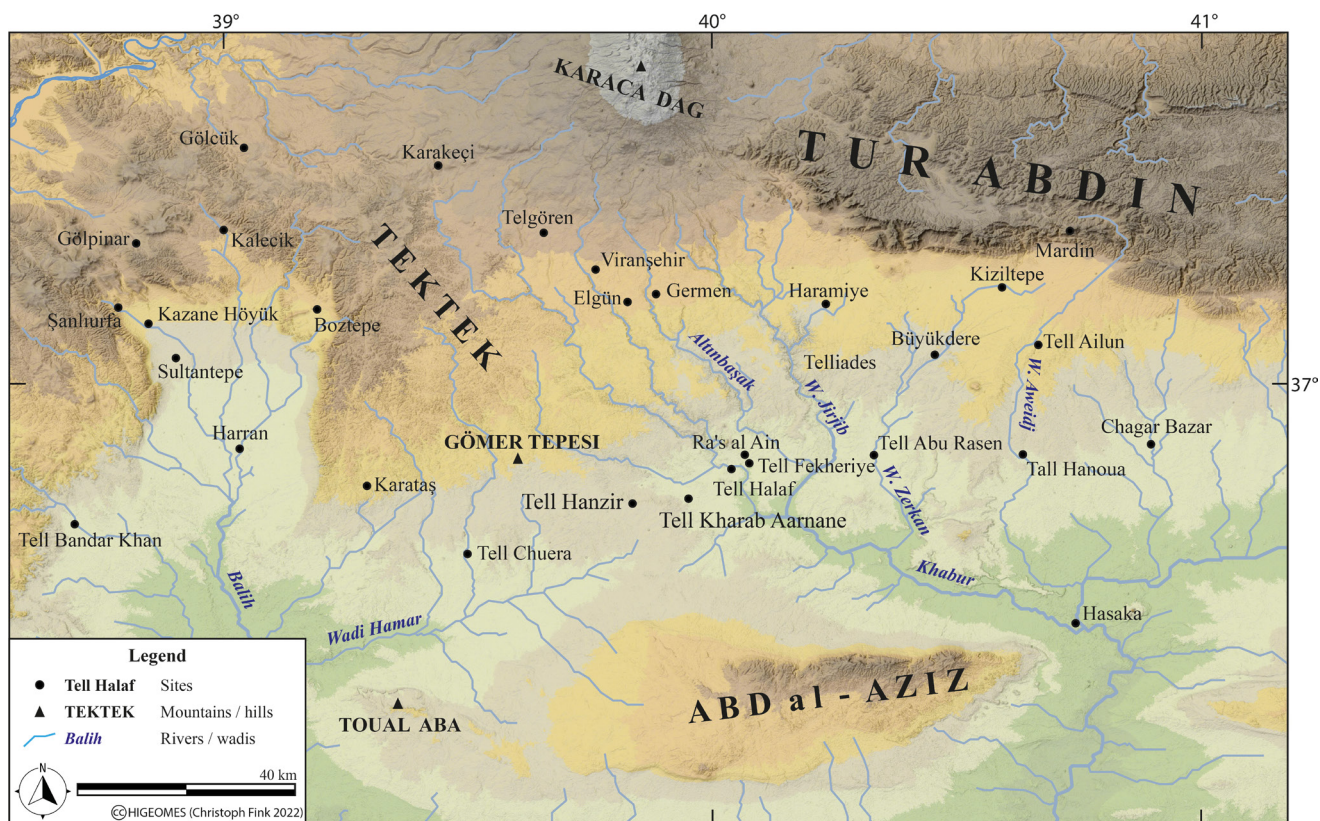 39°
40°
41°
KARACA DAG
TUR ABDIN
Gölcük
Karakeçi
Telgören
Gölpinar
Kalecik
TEKTEK
Mardin
Viranşehir
Kiziltepe
Elgün
Germen
Haramiye
Şanlıurfa
Kazane Höyük
Boztepe
Altınbaşak
Büyükdere
Tell Ailun
Sultantepe
Telliades
37°
W. Jirjib
W. Aweidj
Harran
GÖMER TEPESI
Ra's al Ain
Tell Fekheriye
Tell Abu Rasen
Chagar Bazar
Tall Hanoua
Karataş
Tell Halaf
W. Zerkan
Tell Hanzir
Tell Kharab Aarnane
Tell Bandar Khan
Tell Chuera
Balih
Khabur
Hasaka
Wadi Hamar
ABD al-AZIZ
TOUAL ABA
Legend
Tell Halaf Sites
TEKTEK Mountains / hills
Balih Rivers / wadis
N
40 km
cc HIGEOMES (Christoph Fink 2022)